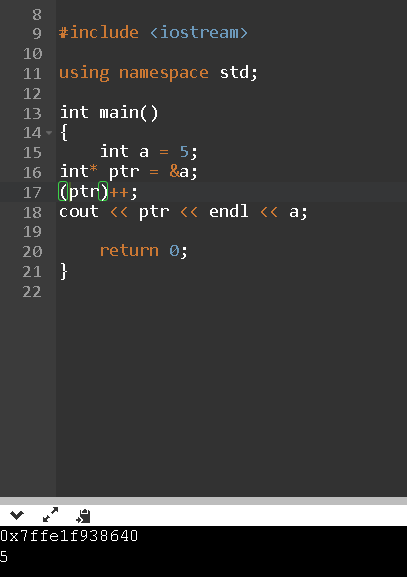 8
9 #include <iostream>
10
11 using namespace std;
12
13 int main()
14 {
15     int a = 5;
16 int* ptr = &a;
17 (ptr)++;
18 cout << ptr << endl << a;
19
20     return 0;
21 }
22
0x7ffe1f938640
5